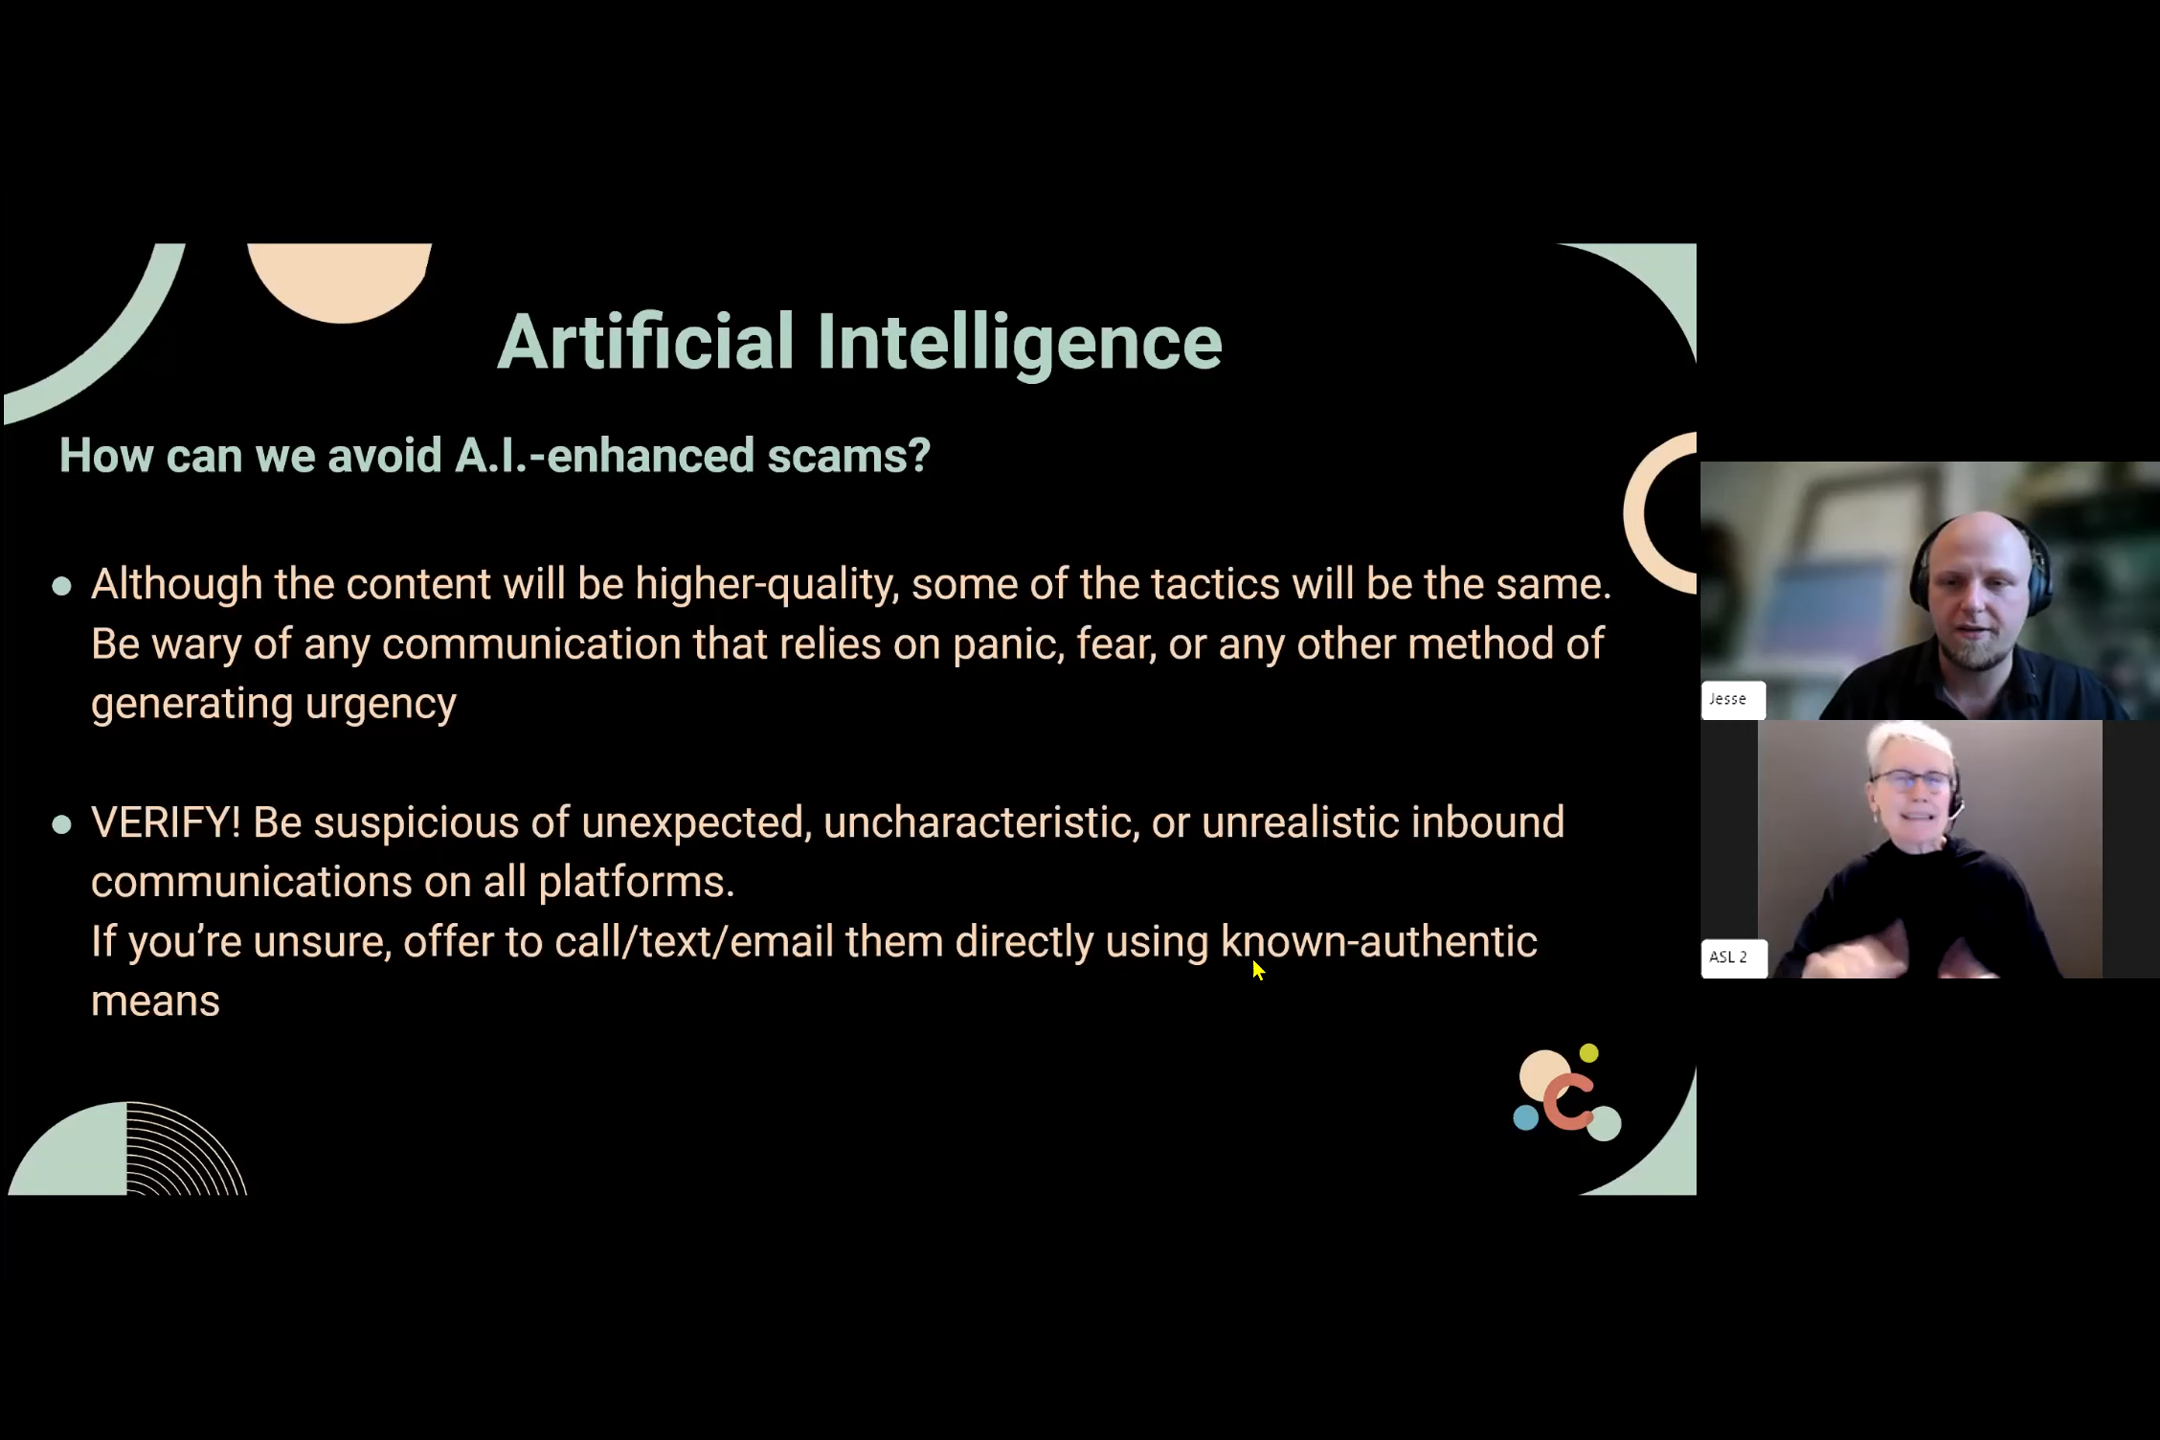 Artificial Intelligence
How can we avoid A.I.-enhanced scams?
Although the content will be higher-quality, some of the tactics will be the same.
Be wary of any communication that relies on panic, fear, or any other method of
generating urgency
VERIFY! Be suspicious of unexpected, uncharacteristic, or unrealistic inbound
communications on all platforms.
If you’re unsure, offer to call/text/email them directly using known-authentic
means
Jesse
ASL 2